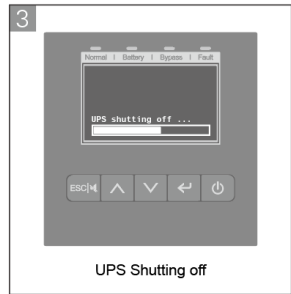 3
Normal | Battery | Bypass | Fault
UPS shutting off ...
ESC
UPS Shutting off